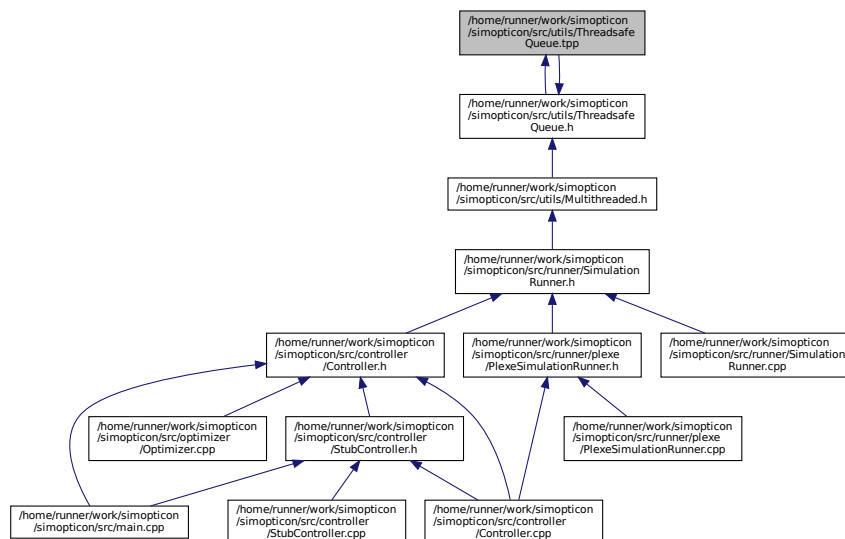 /home/runner/work/simopticon
/simopticon/src/utils/Threadsafe
Queue.tpp
/home/runner/work/simopticon
/simopticon/src/utils/Threadsafe
Queue.h
/home/runner/work/simopticon
/simopticon/src/utils/Multithreaded.h
/home/runner/work/simopticon
/simopticon/src/runner/Simulation
Runner.h
/home/runner/work/simopticon
/simopticon/src/controller
/Controller.h
/home/runner/work/simopticon
/simopticon/src/runner/plexe
/PlexeSimulationRunner.h
/home/runner/work/simopticon
/simopticon/src/runner/Simulation
Runner.cpp
/home/runner/work/simopticon
/simopticon/src/optimizer
/Optimizer.cpp
/home/runner/work/simopticon
/simopticon/src/controller
/StubController.h
/home/runner/work/simopticon
/simopticon/src/runner/plexe
/PlexeSimulationRunner.cpp
/home/runner/work/simopticon
/simopticon/src/main.cpp
/home/runner/work/simopticon
/simopticon/src/controller
/StubController.cpp
/home/runner/work/simopticon
/simopticon/src/controller
/Controller.cpp